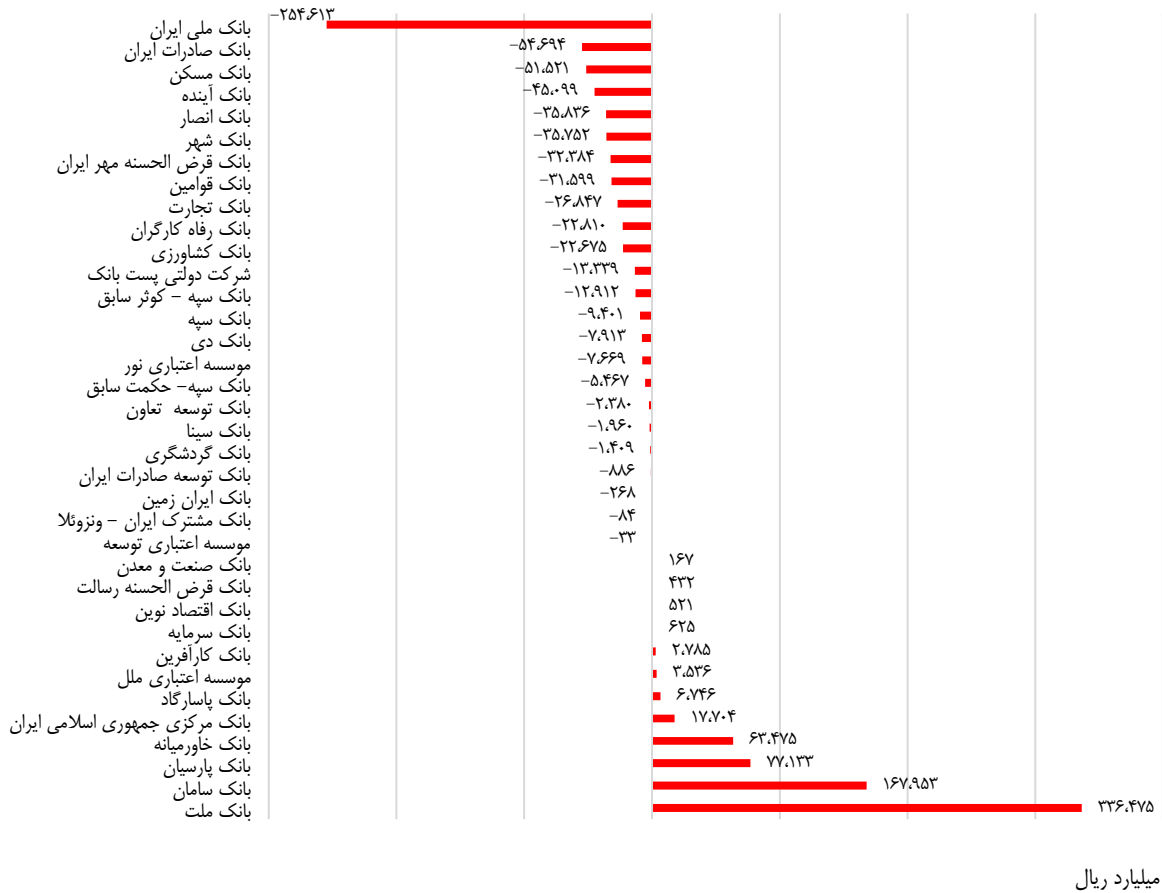 بانک ملی ایران -۲۵۴،۶۱۳
بانک صادرات ایران -۵۴،۶۹۴
بانک مسکن -۵۱،۵۲۱
بانک آینده -۴۵،۰۹۹
بانک انصار -۳۵،۸۳۶
بانک شهر -۳۵،۷۵۲
بانک قرض الحسنه مهر ایران -۳۲،۳۸۴
بانک قوامین -۳۱،۵۹۹
بانک تجارت -۲۶،۸۴۷
بانک رفاه کارگران -۲۲،۸۱۰
بانک کشاورزی -۲۲،۶۷۵
شرکت دولتی پست بانک -۱۳،۳۳۹
بانک سپه - کوثر سابق -۱۲،۹۱۲
بانک سپه -۹،۴۰۱
بانک دی -۷،۹۱۳
موسسه اعتباری نور -۷،۶۶۹
بانک سپه- حکمت سابق -۵،۴۶۷
بانک توسعه تعاون -۲،۳۸۰
بانک سینا -۱،۹۶۰
بانک گردشگری -۱،۴۰۹
بانک توسعه صادرات ایران -۸۸۶
بانک ایران زمین -۲۶۸
بانک مشترک ایران - ونزوئلا -۸۴
موسسه اعتباری توسعه -۳۳
بانک صنعت و معدن ۱۶۷
بانک قرض الحسنه رسالت ۴۳۲
بانک اقتصاد نوین ۵۲۱
بانک سرمایه ۶۲۵
بانک کارآفرین ۲،۷۸۵
موسسه اعتباری ملل ۳،۵۳۶
بانک پاسارگاد ۶،۷۴۶
بانک مرکزی جمهوری اسلامی ایران ۱۷،۷۰۴
بانک خاورمیانه ۶۳،۴۷۵
بانک پارسیان ۷۷،۱۳۳
بانک سامان ۱۶۷،۹۵۳
بانک ملت ۳۳۶،۴۷۵
میلیارد ریال